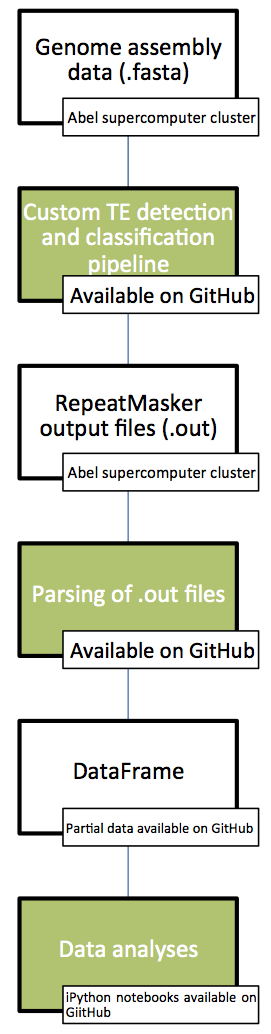 Genome assembly
data (.fasta)
Abel supercomputer cluster
Custom TE detection
and classification
pipeline
Available on GitHub
RepeatMasker
output files (.out)
Abel supercomputer cluster
Parsing of .out files
Available on GitHub
DataFrame
Partial data available on GitHub
Data analyses
iPython notebooks available on
GiitHub